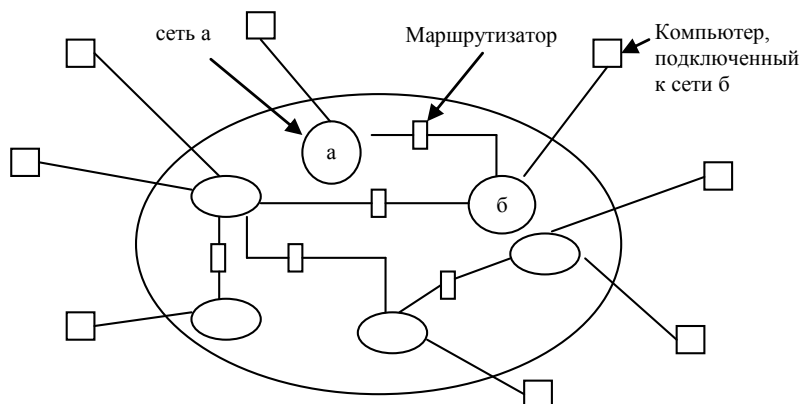 сеть а
Маршрутизатор
Компьютер,
подключенный
к сети б
а
б